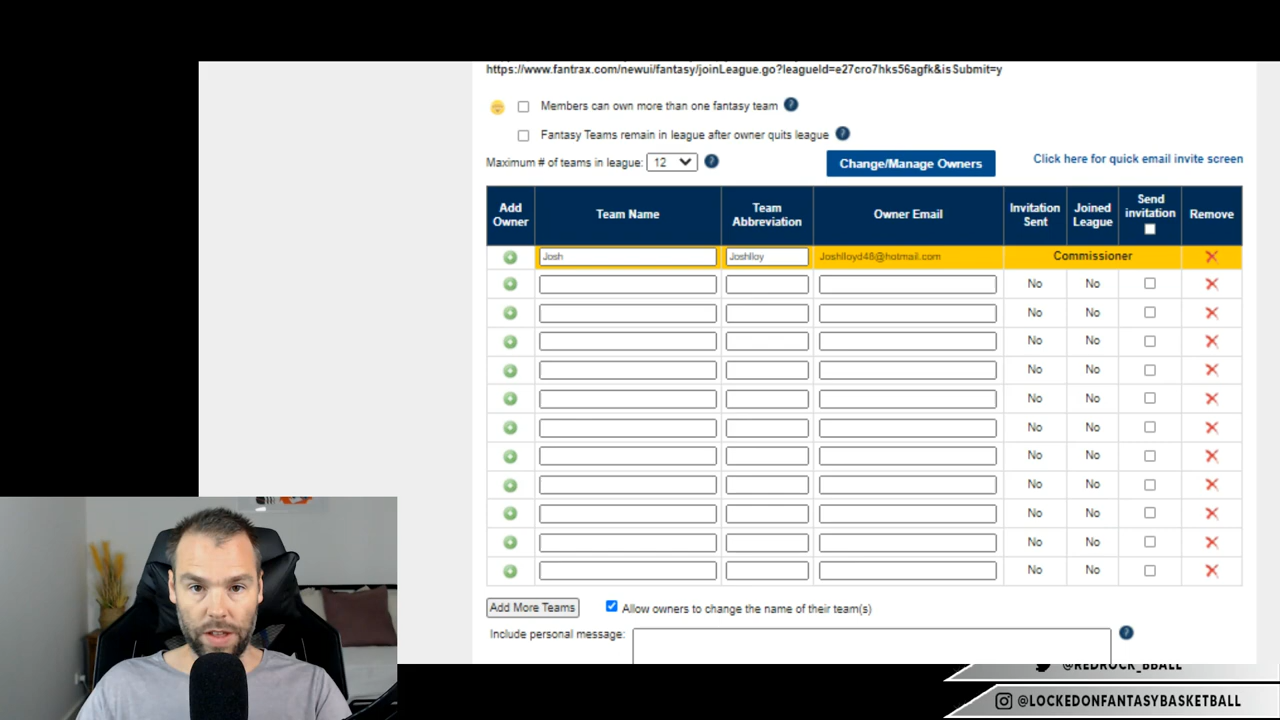 https://www.fantrax.com/newui/fantasy/joinLeague.go?leagueId=e27cro7hks56agfk&isSubmit=y
Members can own more than one fantasy team ?
Fantasy Teams remain in league after owner quits league ?
Maximum # of teams in league: 12 ?
Change/Manage Owners
Click here for quick email invite screen
Add Owner
Team Name
Team Abbreviation
Owner Email
Invitation Sent
Joined League
Send invitation
Remove
Josh Joshlloy Joshlloyd48@hotmail.com Commissioner
No No
No No
No No
No No
No No
No No
No No
No No
No No
No No
No No
Add More Teams
Allow owners to change the name of their team(s)
Include personal message: ?
@REDROCK_BBALL
@LOCKEDONFANTASYBASKETBALL